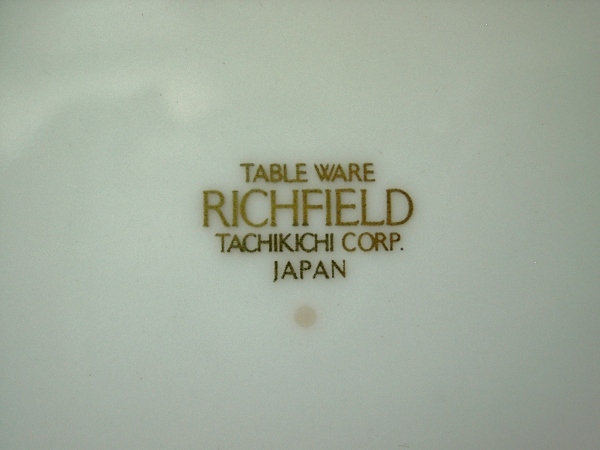 TABLE WARE
RICHFIELD
TACHIKICHI CORP.
JAPAN